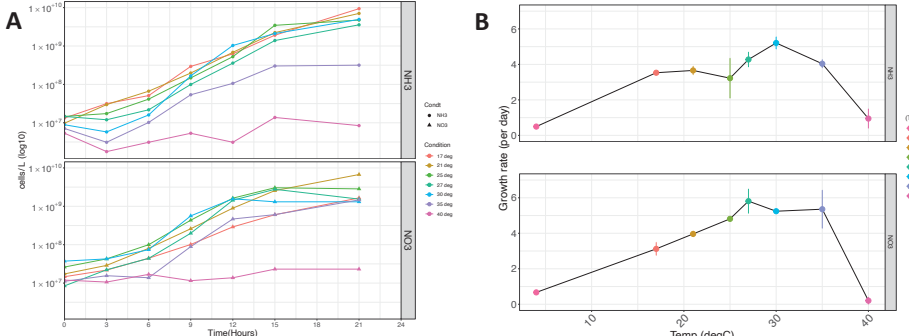 A
cells/L (log10)
1 × 10⁺¹⁰
1 × 10⁺⁹
1 × 10⁺⁸
1 × 10⁺⁷
NH3
1 × 10⁻¹⁰
1 × 10⁺⁹
1 × 10⁻⁸
1 × 10⁺⁷
NO3
0 3 6 9 12 15 18 21 24
Time(Hours)
Condt
NH3
NO3
Condition
17 deg
21 deg
25 deg
27 deg
30 deg
35 deg
40 deg
B
Growth rate (per day)
6
4
2
0
NH3
6
4
2
0
NO3
10 20 30 40
Temp (degC)